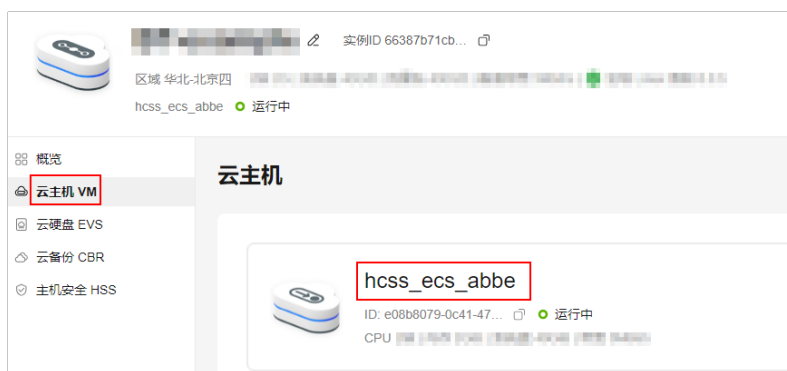 实例ID 66387b71cb...
区域 华北-北京四
hcss_ecs_abbe 运行中
概览
云主机 VM
云硬盘 EVS
云备份 CBR
主机安全 HSS
云主机
hcss_ecs_abbe
ID: e08b8079-0c41-47... 运行中
CPU